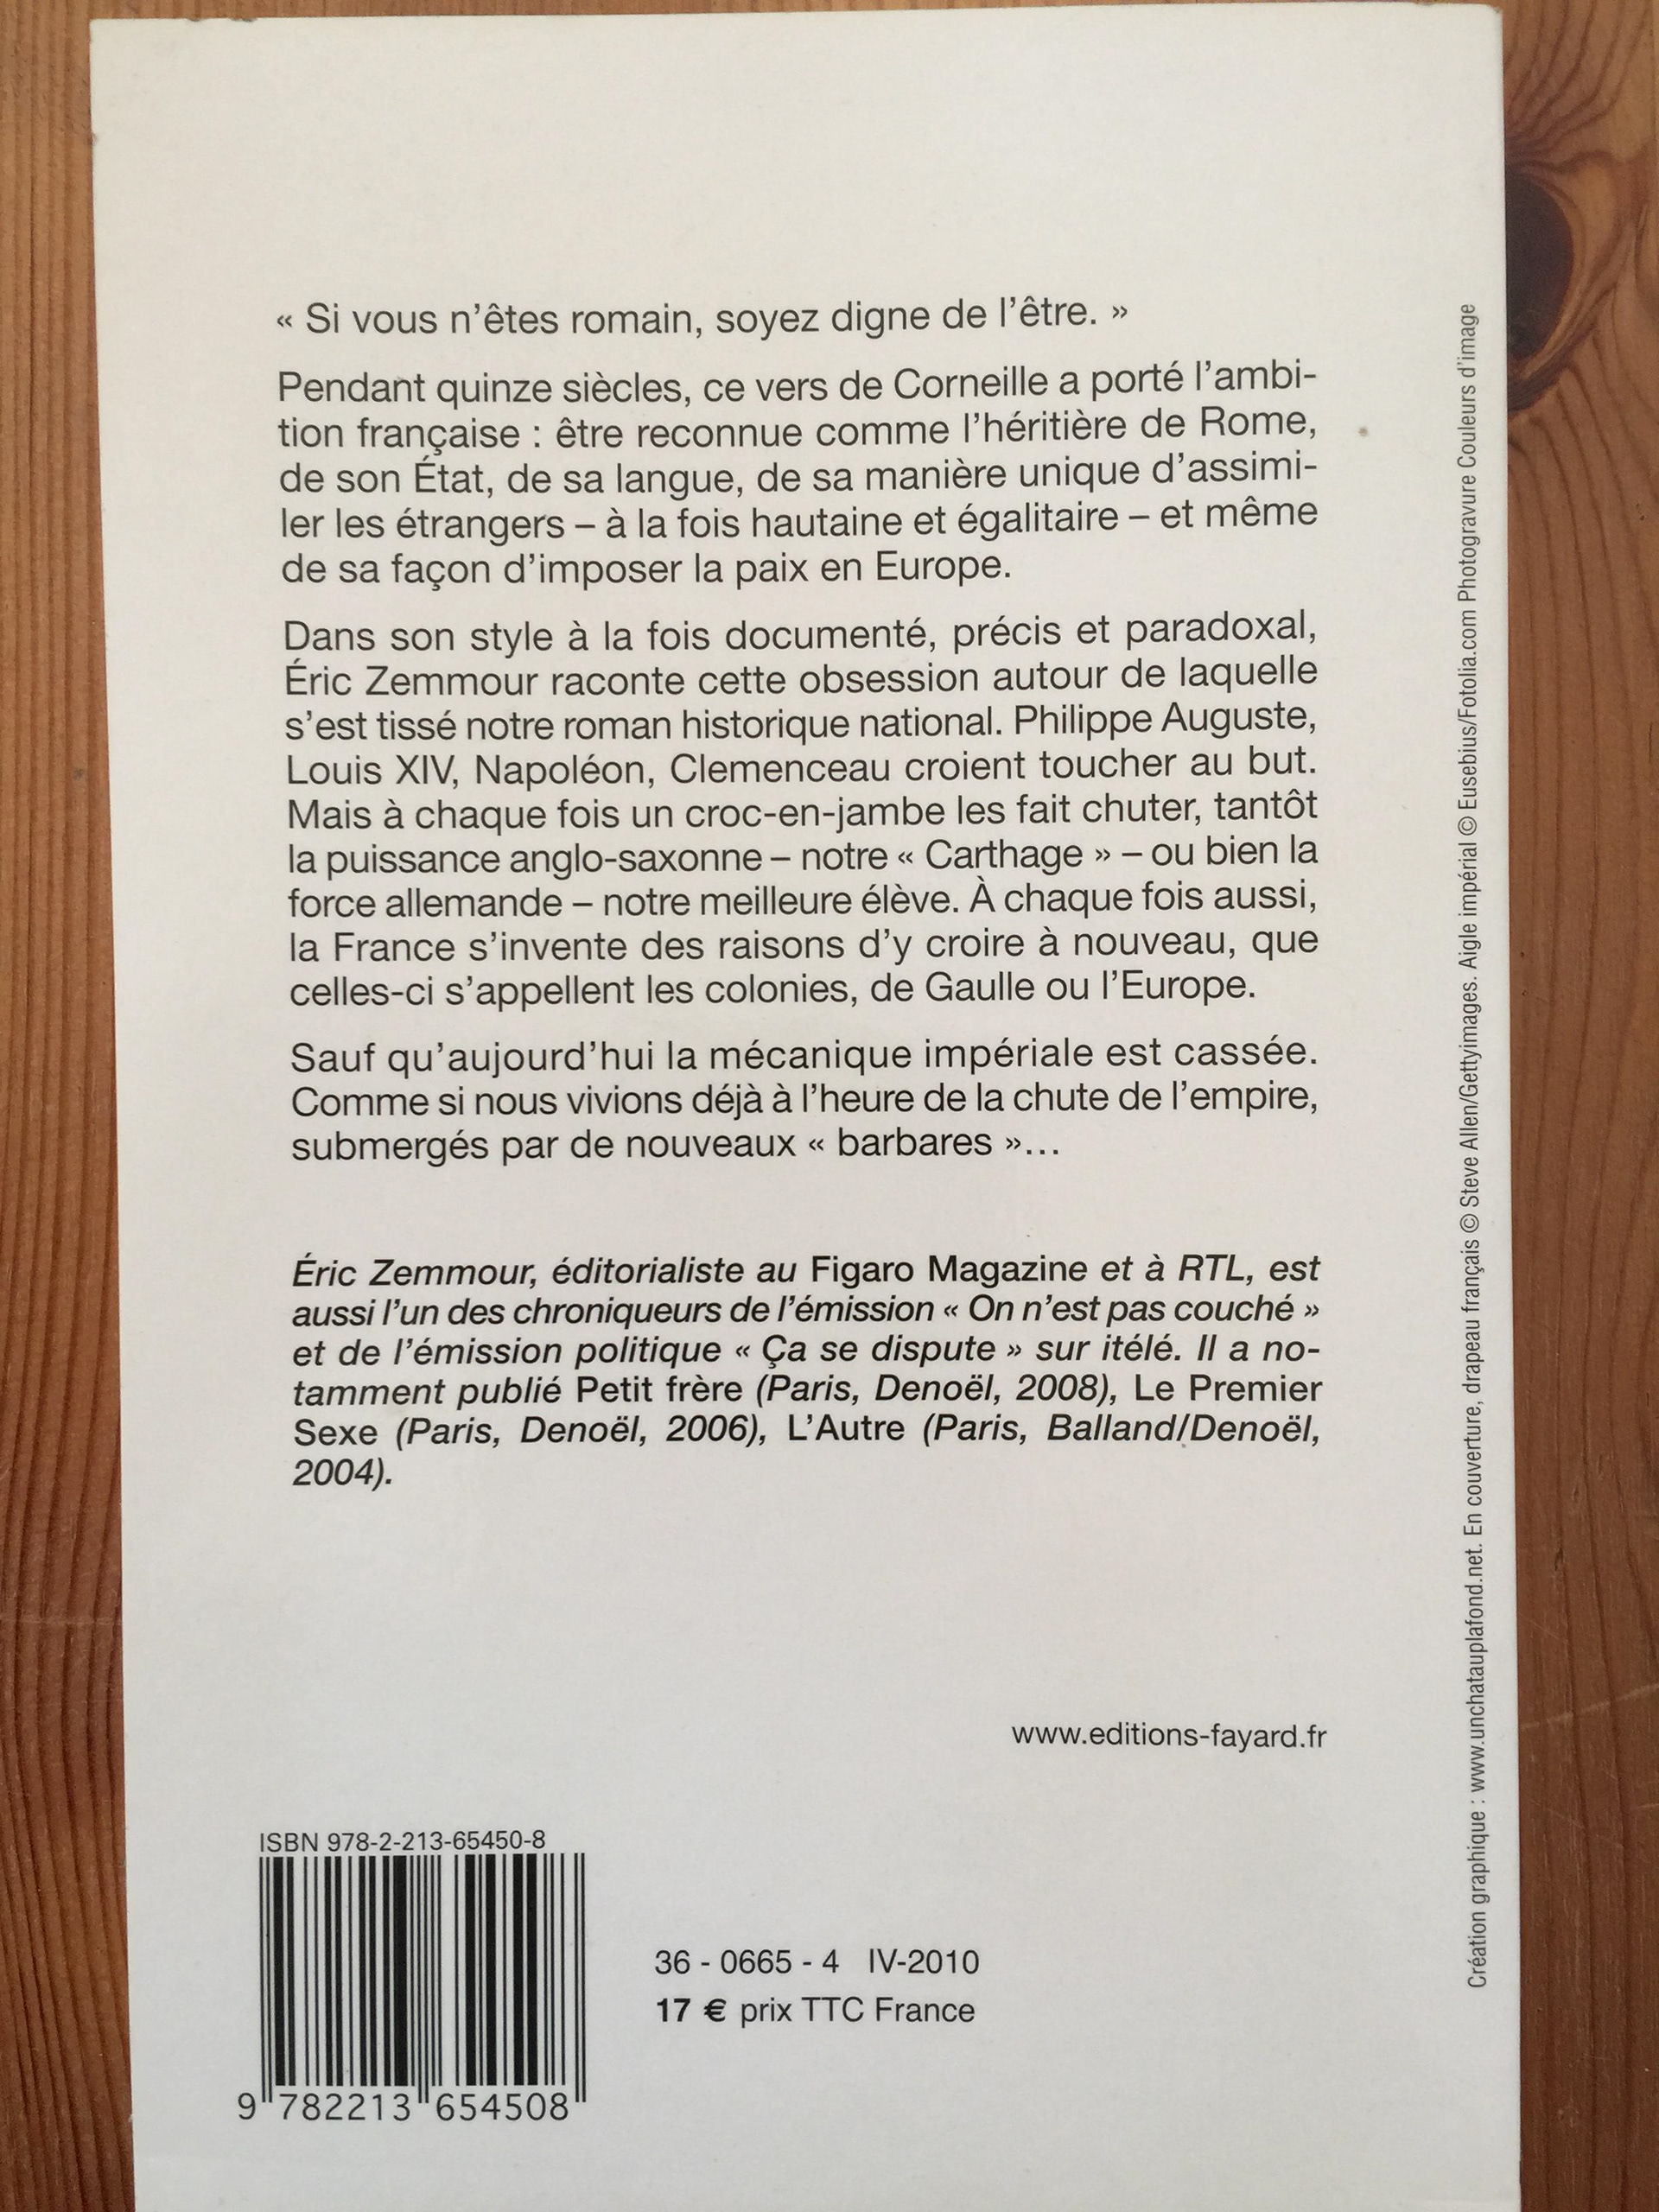 « Si vous n'êtes romain, soyez digne de l'être. »
Pendant quinze siècles, ce vers de Corneille a porté l'ambi-
tion française : être reconnue comme l'héritière de Rome,
de son État, de sa langue, de sa manière unique d'assimi-
ler les étrangers – à la fois hautaine et égalitaire – et même
de sa façon d'imposer la paix en Europe.
Dans son style à la fois documenté, précis et paradoxal,
Éric Zemmour raconte cette obsession autour de laquelle
s'est tissé notre roman historique national. Philippe Auguste,
Louis XIV, Napoléon, Clemenceau croient toucher au but.
Mais à chaque fois un croc-en-jambe les fait chuter, tantôt
la puissance anglo-saxonne – notre « Carthage » – ou bien la
force allemande – notre meilleure élève. À chaque fois aussi,
la France s'invente des raisons d'y croire à nouveau, que
celles-ci s'appellent les colonies, de Gaulle ou l'Europe.
Sauf qu'aujourd'hui la mécanique impériale est cassée.
Comme si nous vivions déjà à l'heure de la chute de l'empire,
submergés par de nouveaux « barbares »...
Éric Zemmour, éditorialiste au Figaro Magazine et à RTL, est
aussi l'un des chroniqueurs de l'émission « On n'est pas couché »
et de l'émission politique « Ça se dispute » sur itélé. Il a no-
tamment publié Petit frère (Paris, Denoël, 2008), Le Premier
Sexe (Paris, Denoël, 2006), L'Autre (Paris, Balland/Denoël,
2004).
www.editions-fayard.fr
ISBN 978-2-213-65450-8
9 782213 654508
36 - 0665 - 4 IV-2010
17 € prix TTC France
Création graphique : www.unchatauplafond.net. En couverture, drapeau français © Steve Allen/Gettyimages. Aigle impérial © Eusebius/Fotolia.com Photogravure Couleurs d'image